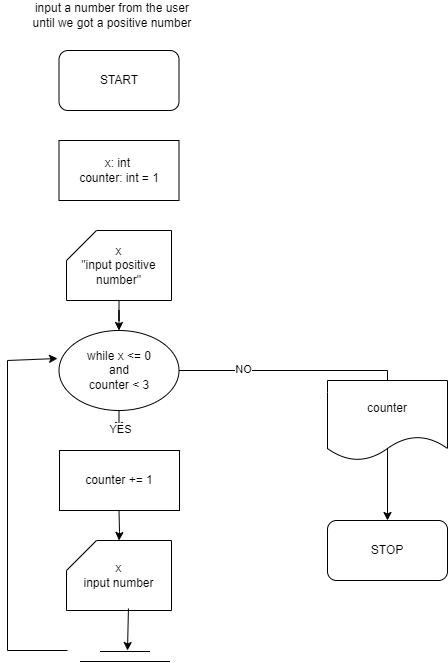 input a number from the user
until we got a positive number
START
x: int
counter: int = 1
x
"input positive
number"
while x <= 0
and
counter < 3
NO
counter
YES
counter += 1
x
input number
STOP